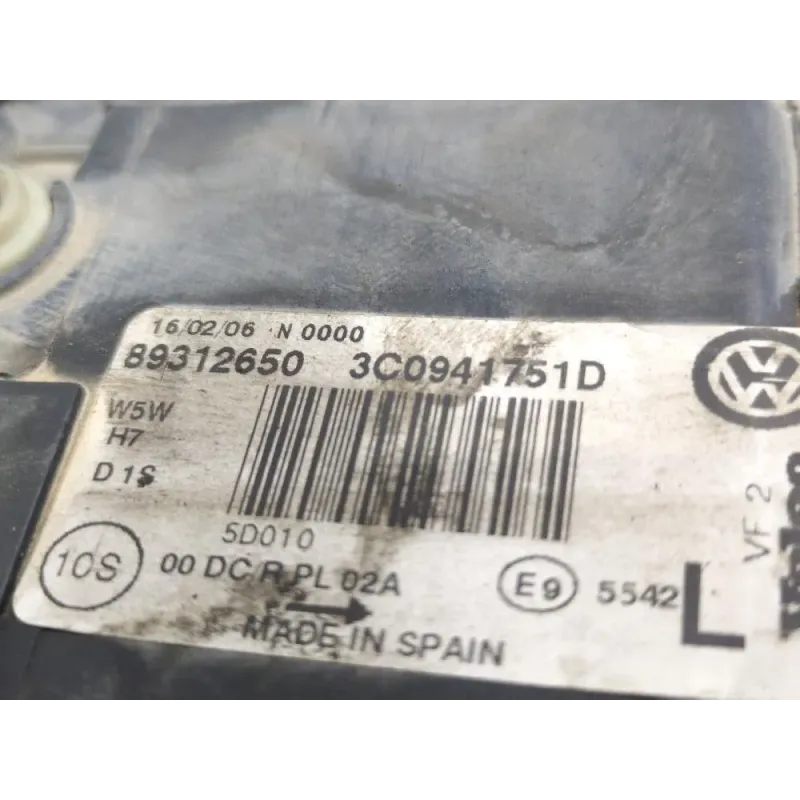 16/02/06 N 0000
89312650 3C0941751D
W5W
H7
D1S
5D010
10S
00 DC R PL 02A
E9 5542
L
VF 2
Valeo
MADE IN SPAIN